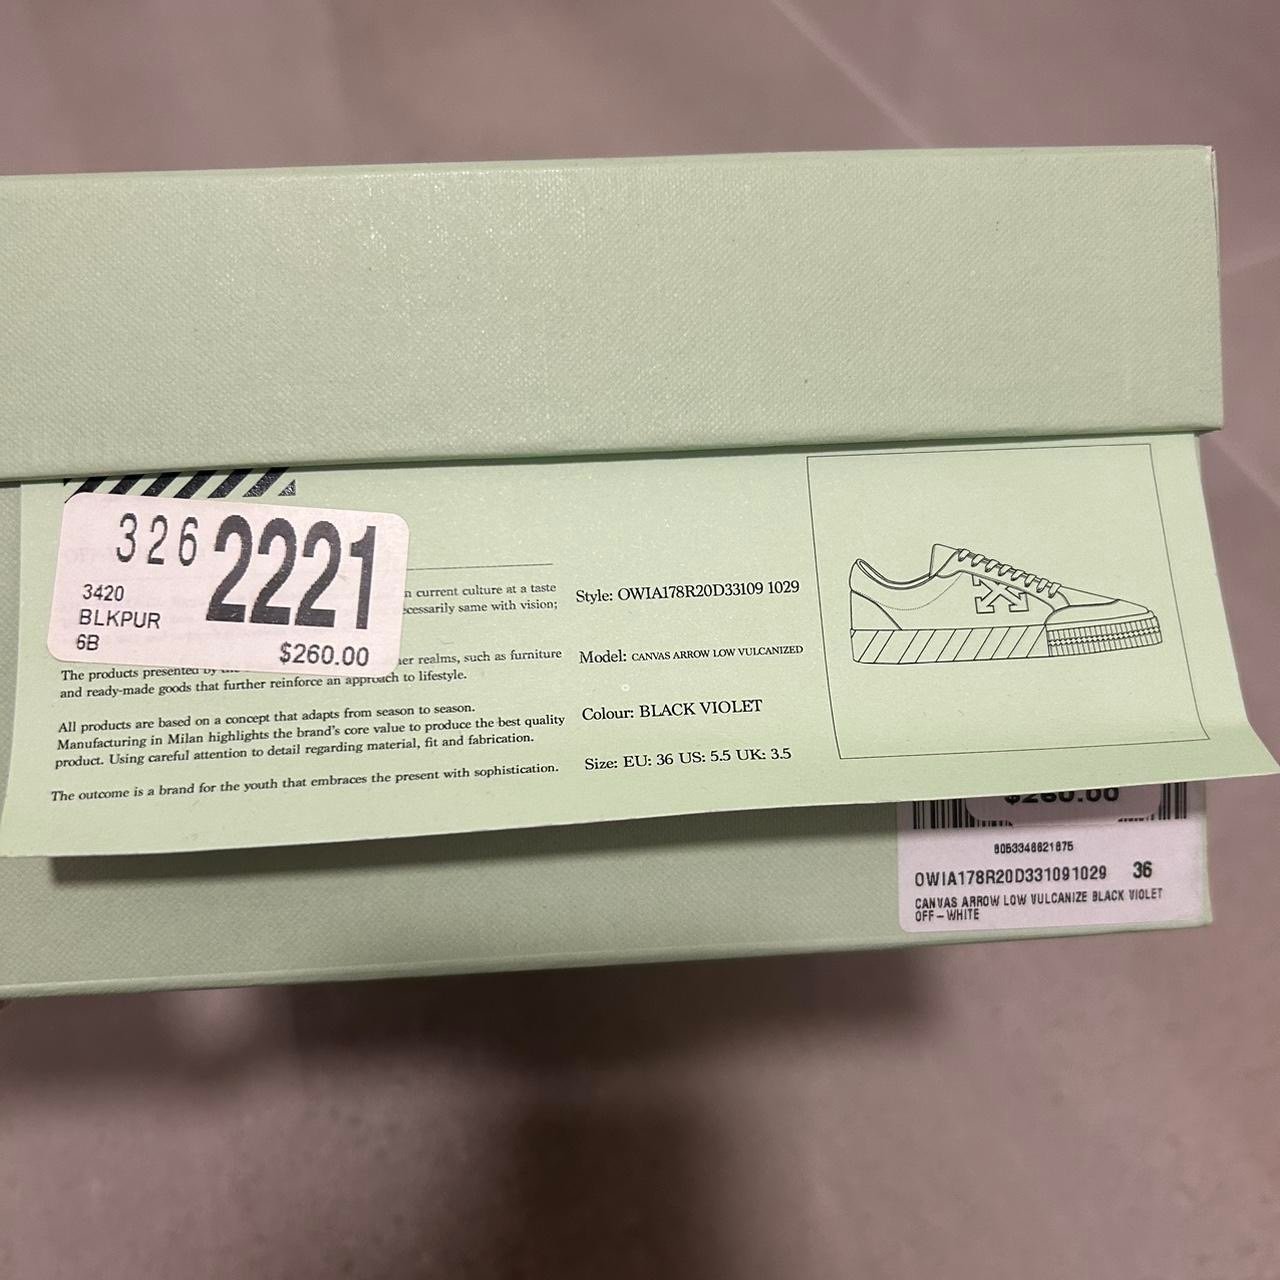 326 2221
3420
BLKPUR
6B
$260.00
n current culture at a taste
cessarily same with vision;
The products presented by
her realms, such as furniture
and ready-made goods that further reinforce an approach to lifestyle.
All products are based on a concept that adapts from season to season.
Manufacturing in Milan highlights the brand's core value to produce the best quality
product. Using careful attention to detail regarding material, fit and fabrication.
The outcome is a brand for the youth that embraces the present with sophistication.
Style: OWIA178R20D33109 1029
Model: CANVAS ARROW LOW VULCANIZED
Colour: BLACK VIOLET
Size: EU: 36 US: 5.5 UK: 3.5
$260.00
8053348621875
OWIA178R20D331091029 36
CANVAS ARROW LOW VULCANIZE BLACK VIOLET
OFF-WHITE